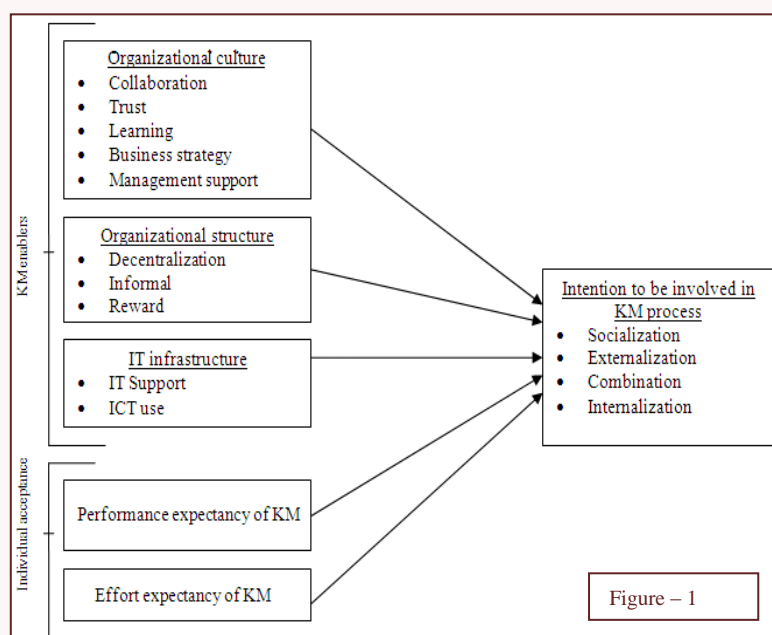 KM enablers
Organizational culture
• Collaboration
• Trust
• Learning
• Business strategy
• Management support
Organizational structure
• Decentralization
• Informal
• Reward
IT infrastructure
• IT Support
• ICT use
Individual acceptance
Performance expectancy of KM
Effort expectancy of KM
Intention to be involved in
KM process
• Socialization
• Externalization
• Combination
• Internalization
Figure – 1